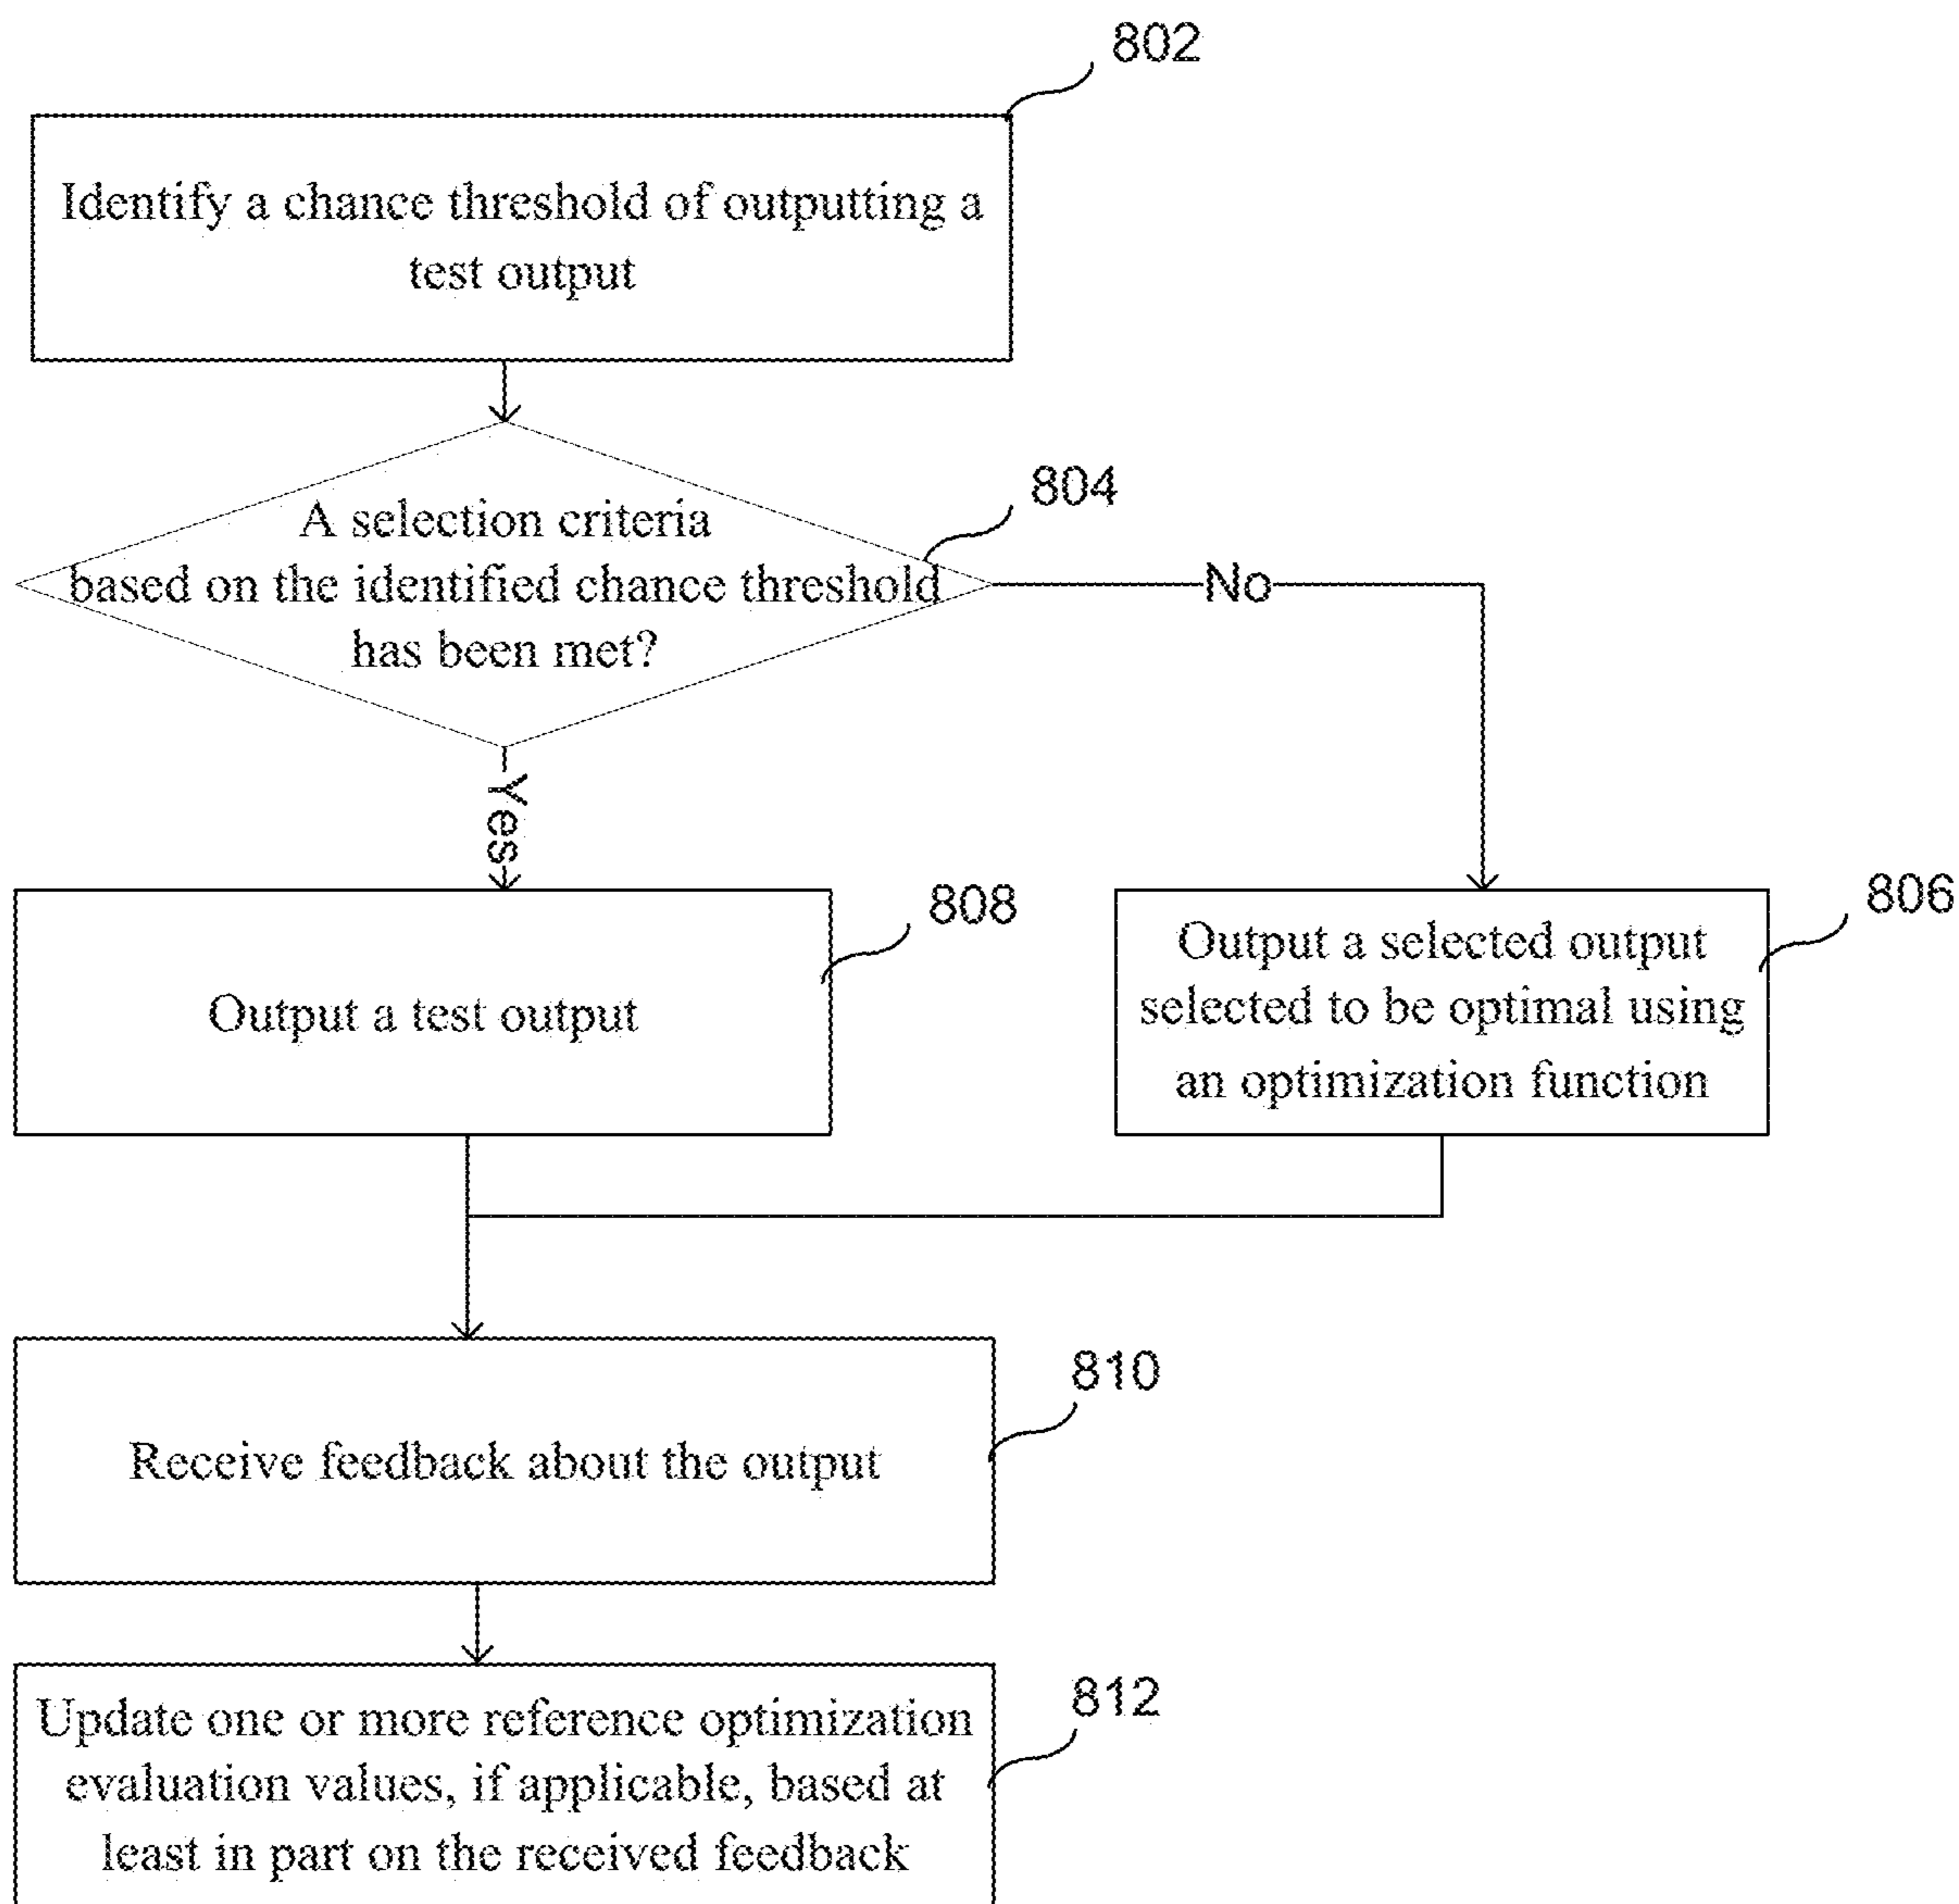 802
Identify a chance threshold of outputting a
test output
804
A selection criteria
based on the identified chance threshold
has been met?
No
Yes
808
Output a test output
806
Output a selected output
selected to be optimal using
an optimization function
810
Receive feedback about the output
812
Update one or more reference optimization
evaluation values, if applicable, based at
least in part on the received feedback